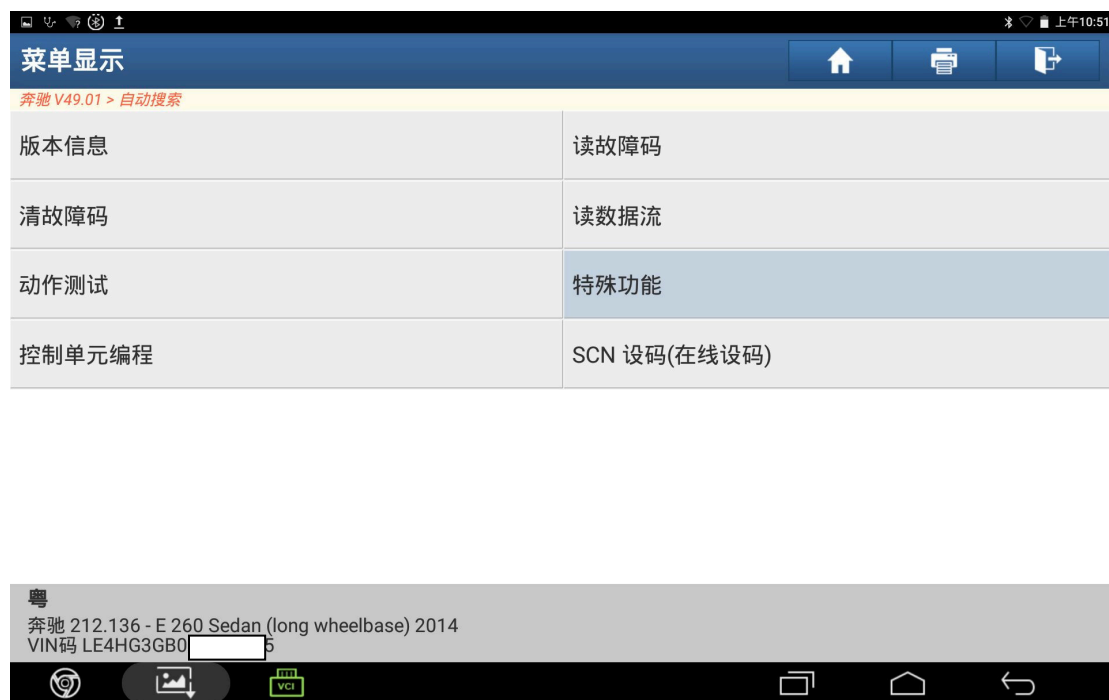 上午10:51
菜单显示
奔驰 V49.01 > 自动搜索
版本信息
读故障码
清故障码
读数据流
动作测试
特殊功能
控制单元编程
SCN 设码(在线设码)
粤
奔驰 212.136 - E 260 Sedan (long wheelbase) 2014
VIN码 LE4HG3GB0 5
VCI